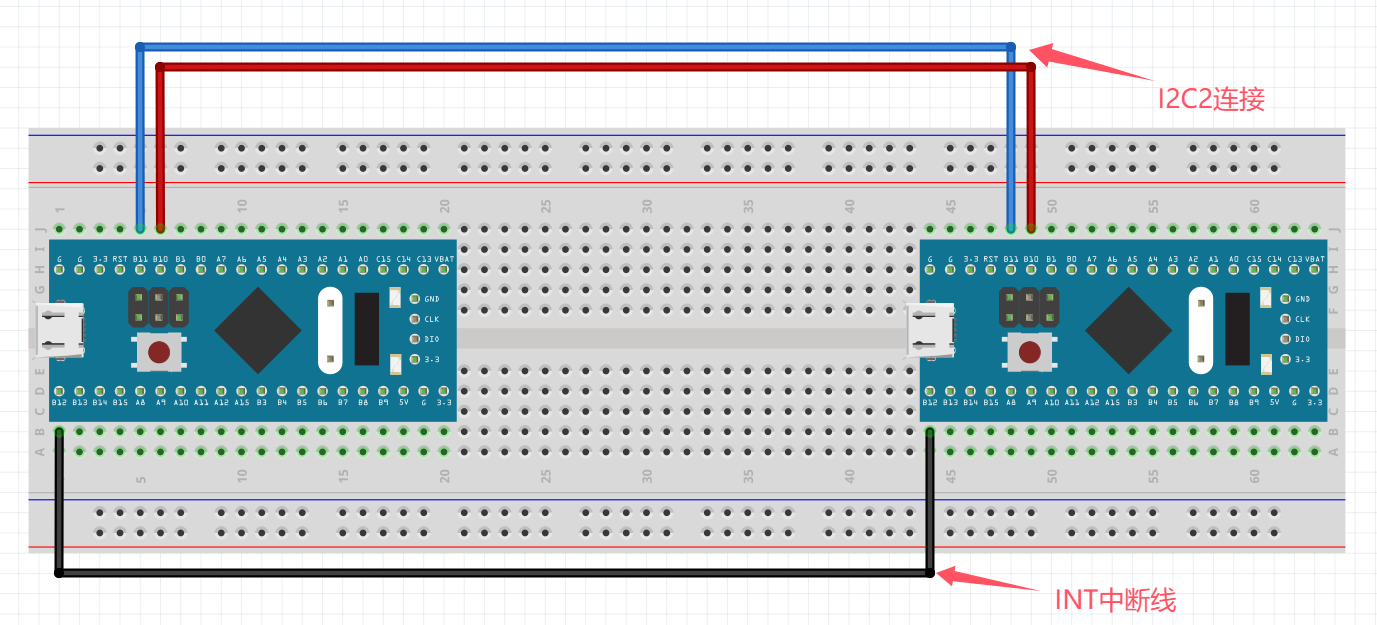 I2C2连接
1 10 15 20 25 30 35 40 45 50 55 60
J J
I I
H H
G G
F F
G G 3.3 RST B11 B10 B1 B0 A7 A6 A5 A4 A3 A2 A1 A0 C15 C14 C13 VBAT
GND
CLK
DIO
3.3
B12 B13 B14 B15 A8 A9 A10 A11 A12 A15 B3 B4 B5 B6 B7 B8 B9 5V G 3.3
G G 3.3 RST B11 B10 B1 B0 A7 A6 A5 A4 A3 A2 A1 A0 C15 C14 C13 VBAT
GND
CLK
DIO
3.3
B12 B13 B14 B15 A8 A9 A10 A11 A12 A15 B3 B4 B5 B6 B7 B8 B9 5V G 3.3
E E
D D
C C
B B
A A
5 10 15 20 25 30 35 40 45 50 55 60
INT中断线